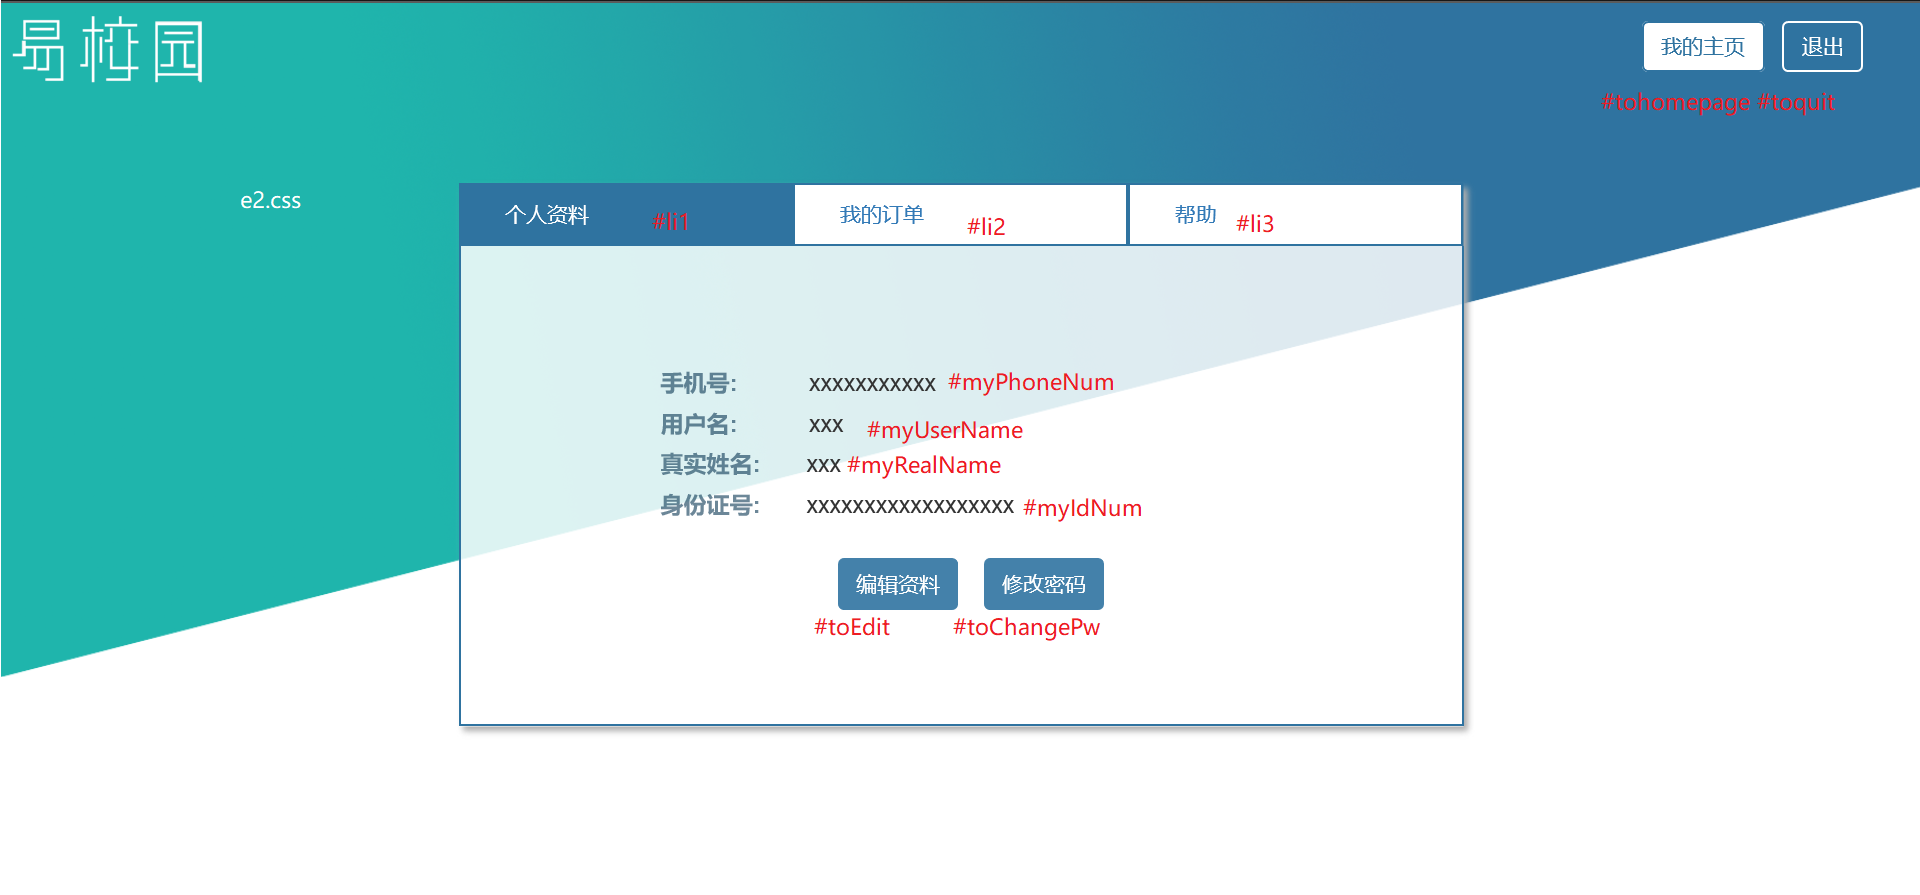 易桩园
我的主页 退出
#tohomepage #toquit
e2.css
个人资料 #li1 我的订单 #li2 帮助 #li3
手机号: xxxxxxxxxxx #myPhoneNum
用户名: xxx #myUserName
真实姓名: xxx #myRealName
身份证号: xxxxxxxxxxxxxxxxxx #myIdNum
编辑资料 修改密码
#toEdit #toChangePw